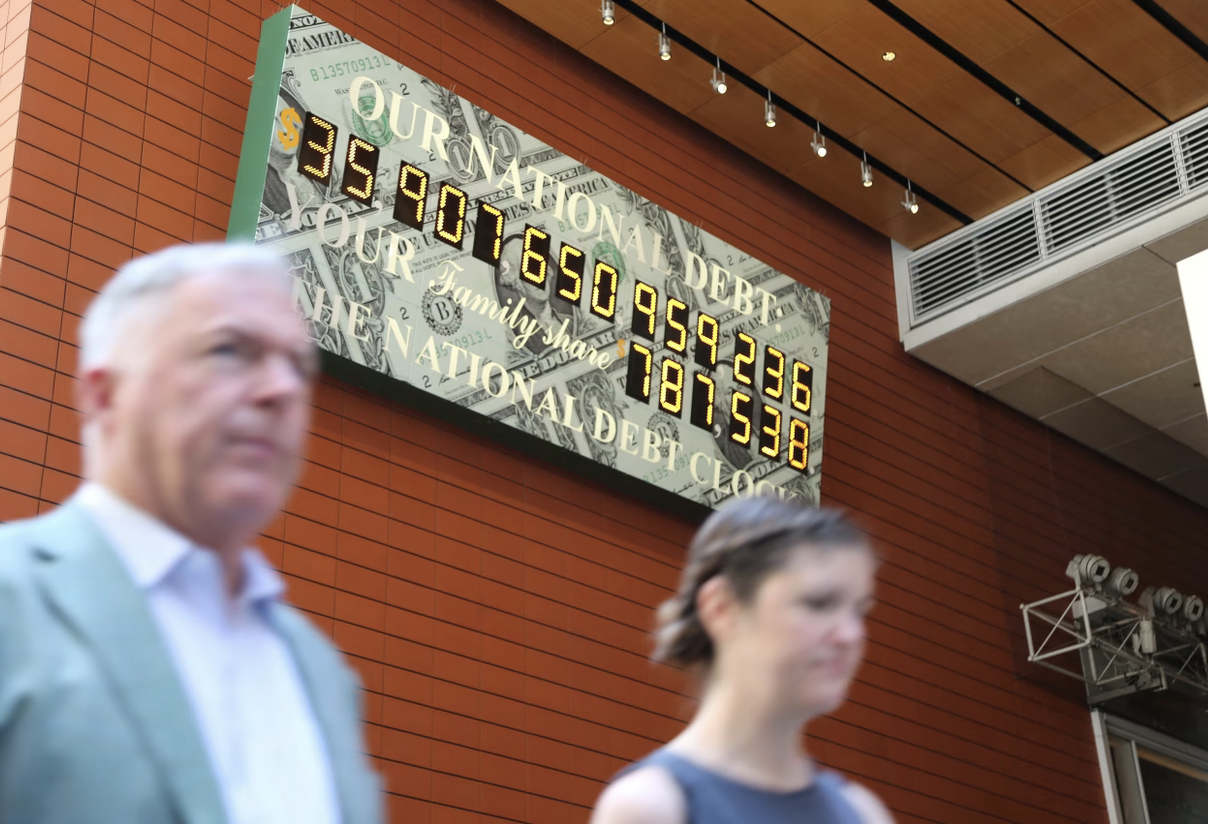 OUR NATIONAL DEBT:
$35 907 650 959 236
YOUR Family share $787,538
THE NATIONAL DEBT CLOCK